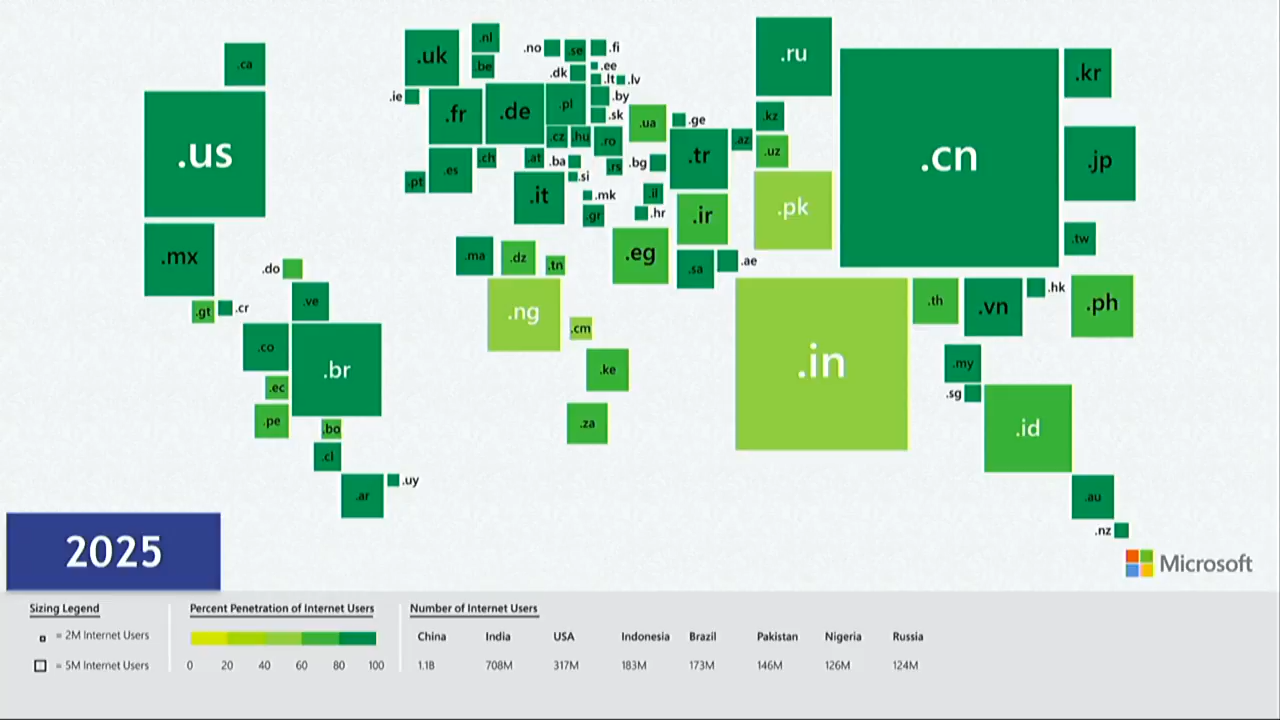 .ca
.us
.mx
.do
.gt
.cr
.ve
.co
.br
.ec
.pe
.bo
.cl
.ar
.uy
.uk
.nl
.be
.no
.se
.fi
.dk
.ee
.lt
.lv
.ie
.fr
.de
.pl
.by
.sk
.cz
.hu
.ro
.ua
.ge
.es
.ch
.at
.ba
.rs
.bg
.tr
.az
.pt
.it
.si
.mk
.il
.gr
.hr
.ir
.ma
.dz
.tn
.eg
.sa
.ae
.ng
.cm
.ke
.za
.ru
.kz
.uz
.pk
.cn
.kr
.jp
.tw
.in
.th
.vn
.hk
.ph
.my
.sg
.id
.au
.nz
2025
Microsoft
Sizing Legend
= 2M Internet Users
= 5M Internet Users
Percent Penetration of Internet Users
0 20 40 60 80 100
Number of Internet Users
China India USA Indonesia Brazil Pakistan Nigeria Russia
1.1B 708M 317M 183M 173M 146M 126M 124M